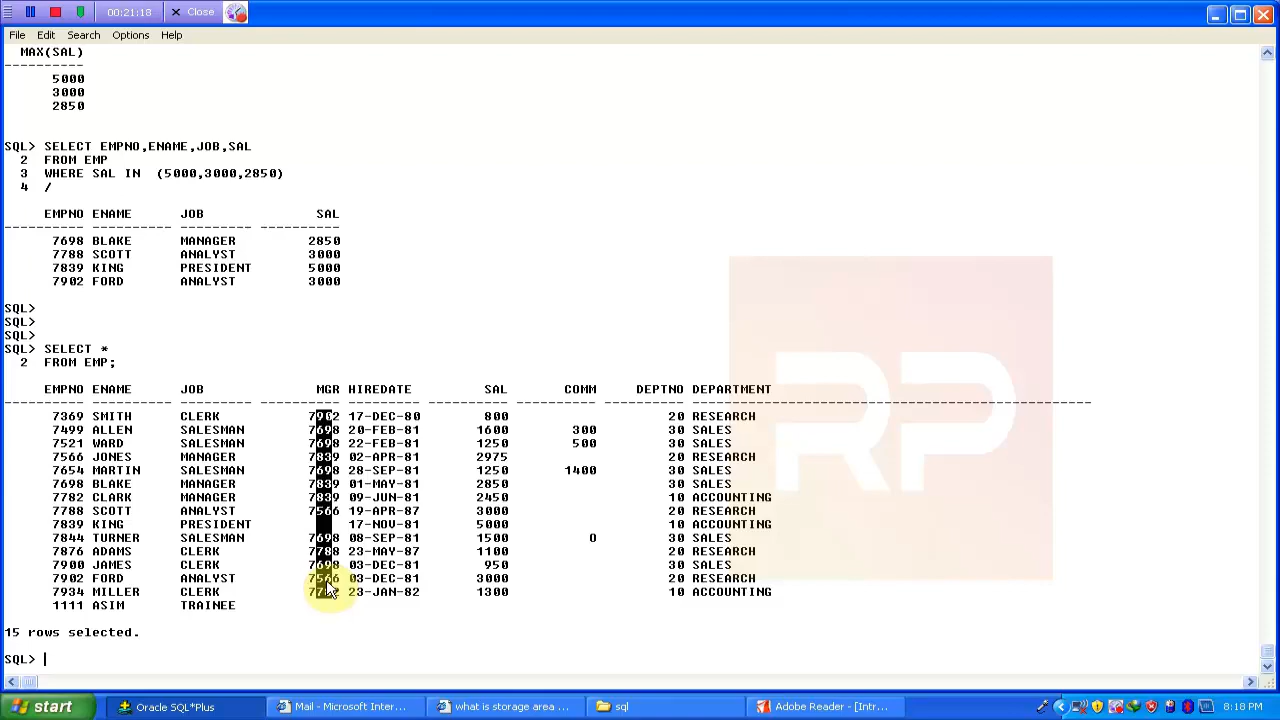 00:21:18 Close
File Edit Search Options Help
MAX(SAL)
----------
5000
3000
2850
SQL> SELECT EMPNO,ENAME,JOB,SAL
2 FROM EMP
3 WHERE SAL IN (5000,3000,2850)
4 /
EMPNO ENAME JOB SAL
---------- ---------- --------- ----------
7698 BLAKE MANAGER 2850
7788 SCOTT ANALYST 3000
7839 KING PRESIDENT 5000
7902 FORD ANALYST 3000
SQL>
SQL>
SQL>
SQL> SELECT *
2 FROM EMP;
EMPNO ENAME JOB MGR HIREDATE SAL COMM DEPTNO DEPARTMENT
---------- ---------- --------- ---------- --------- ---------- ---------- ---------- --------------------------------------------------
7369 SMITH CLERK 7902 17-DEC-80 800 20 RESEARCH
7499 ALLEN SALESMAN 7698 20-FEB-81 1600 300 30 SALES
7521 WARD SALESMAN 7698 22-FEB-81 1250 500 30 SALES
7566 JONES MANAGER 7839 02-APR-81 2975 20 RESEARCH
7654 MARTIN SALESMAN 7698 28-SEP-81 1250 1400 30 SALES
7698 BLAKE MANAGER 7839 01-MAY-81 2850 30 SALES
7782 CLARK MANAGER 7839 09-JUN-81 2450 10 ACCOUNTING
7788 SCOTT ANALYST 7566 19-APR-87 3000 20 RESEARCH
7839 KING PRESIDENT 17-NOV-81 5000 10 ACCOUNTING
7844 TURNER SALESMAN 7698 08-SEP-81 1500 0 30 SALES
7876 ADAMS CLERK 7788 23-MAY-87 1100 20 RESEARCH
7900 JAMES CLERK 7698 03-DEC-81 950 30 SALES
7902 FORD ANALYST 7566 03-DEC-81 3000 20 RESEARCH
7934 MILLER CLERK 23-JAN-82 1300 10 ACCOUNTING
1111 ASIM TRAINEE
15 rows selected.
SQL>
RP
start Oracle SQL*Plus Mail - Microsoft Inter... what is storage area ... sql Adobe Reader - [Intr... 8:18 PM